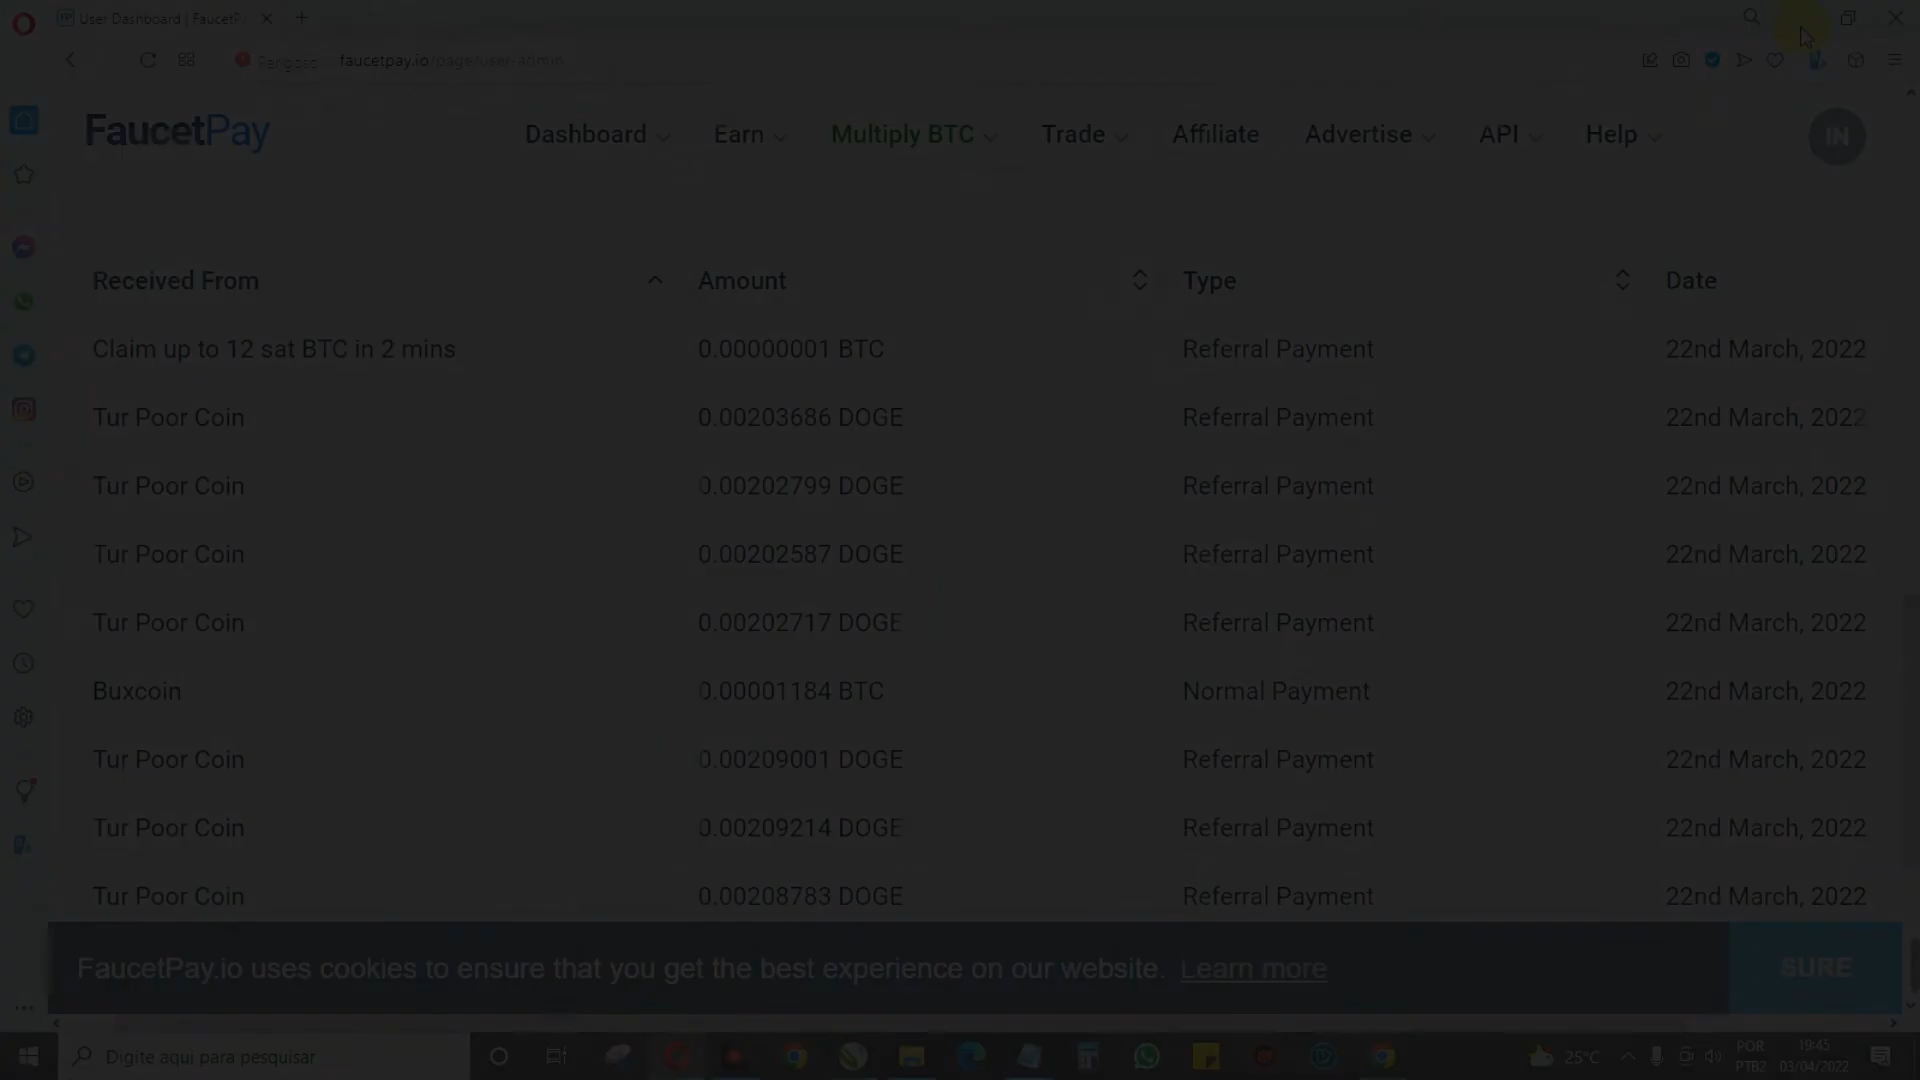 User Dashboard | FaucetP
Perigoso faucetpay.io/page/user-admin
FaucetPay Dashboard Earn Multiply BTC Trade Affiliate Advertise API Help IN
Received From Amount Type Date
Claim up to 12 sat BTC in 2 mins 0.00000001 BTC Referral Payment 22nd March, 2022
Tur Poor Coin 0.00203686 DOGE Referral Payment 22nd March, 2022
Tur Poor Coin 0.00202799 DOGE Referral Payment 22nd March, 2022
Tur Poor Coin 0.00202587 DOGE Referral Payment 22nd March, 2022
Tur Poor Coin 0.00202717 DOGE Referral Payment 22nd March, 2022
Buxcoin 0.00001184 BTC Normal Payment 22nd March, 2022
Tur Poor Coin 0.00209001 DOGE Referral Payment 22nd March, 2022
Tur Poor Coin 0.00209214 DOGE Referral Payment 22nd March, 2022
Tur Poor Coin 0.00208783 DOGE Referral Payment 22nd March, 2022
FaucetPay.io uses cookies to ensure that you get the best experience on our website. Learn more SURE
Digite aqui para pesquisar 25°C POR 19:45
PTB2 03/04/2022